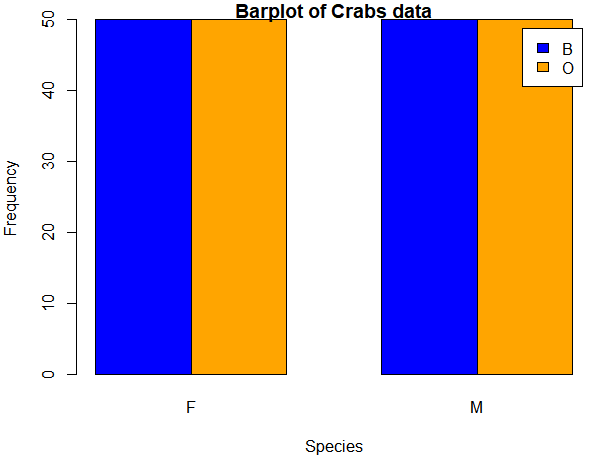 Barplot of Crabs data
B
O
50
40
30
20
10
0
Frequency
F M
Species